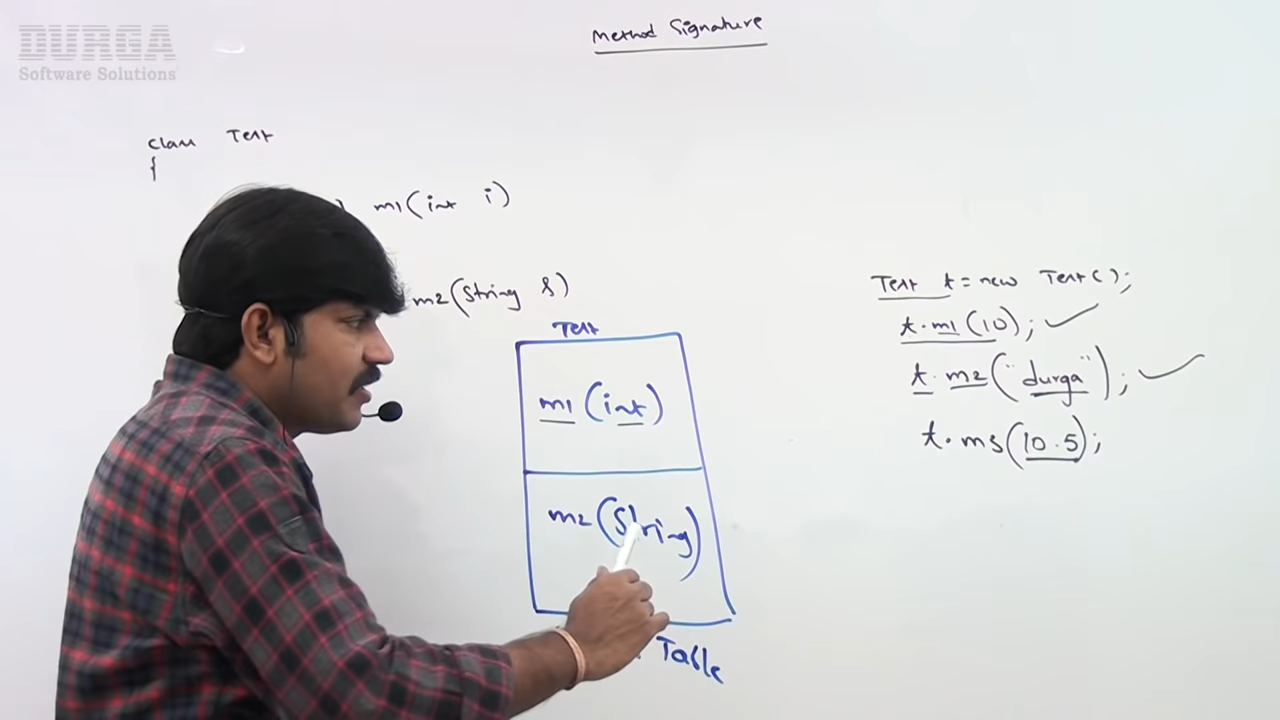 DURGA
Software Solutions
Method Signature
class Test
{
m1(int i)
m2(String s)
Test
m1(int)
m2(String)
Table
Test t = new Test();
t.m1(10);
t.m2("durga");
t.m3(10.5);